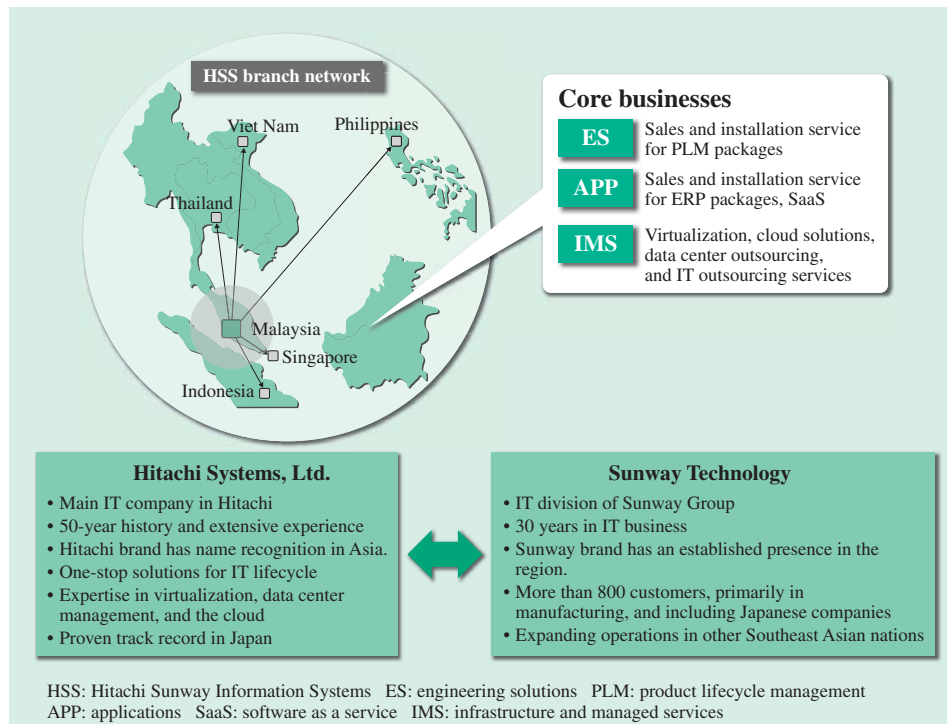 HSS branch network
Viet Nam
Philippines
Thailand
Malaysia
Singapore
Indonesia
Core businesses
ES
Sales and installation service
for PLM packages
APP
Sales and installation service
for ERP packages, SaaS
IMS
Virtualization, cloud solutions,
data center outsourcing,
and IT outsourcing services
Hitachi Systems, Ltd.
• Main IT company in Hitachi
• 50-year history and extensive experience
• Hitachi brand has name recognition in Asia.
• One-stop solutions for IT lifecycle
• Expertise in virtualization, data center
management, and the cloud
• Proven track record in Japan
Sunway Technology
• IT division of Sunway Group
• 30 years in IT business
• Sunway brand has an established presence in the
region.
• More than 800 customers, primarily in
manufacturing, and including Japanese companies
• Expanding operations in other Southeast Asian nations
HSS: Hitachi Sunway Information Systems ES: engineering solutions PLM: product lifecycle management
APP: applications SaaS: software as a service IMS: infrastructure and managed services